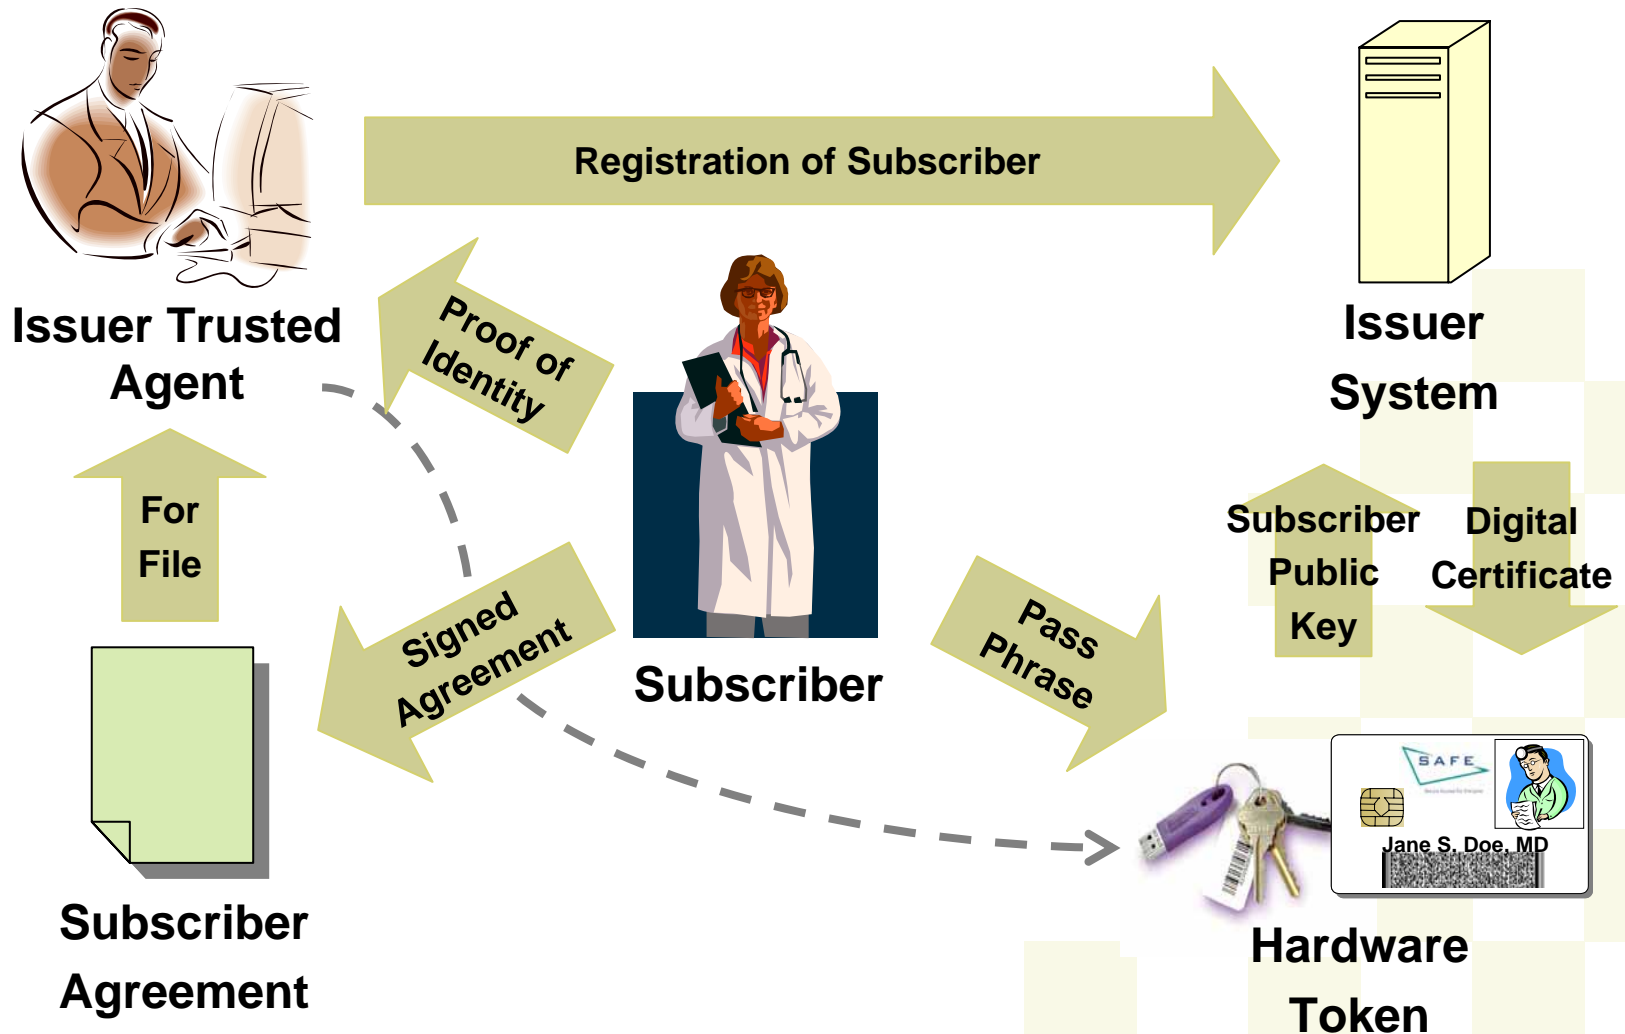 Registration of Subscriber
Issuer Trusted
Agent
Proof of
Identity
Issuer
System
For
File
Signed
Agreement
Subscriber
Pass
Phrase
Subscriber
Public
Key
Digital
Certificate
SAFE
Jane S. Doe, MD
Subscriber
Agreement
Hardware
Token